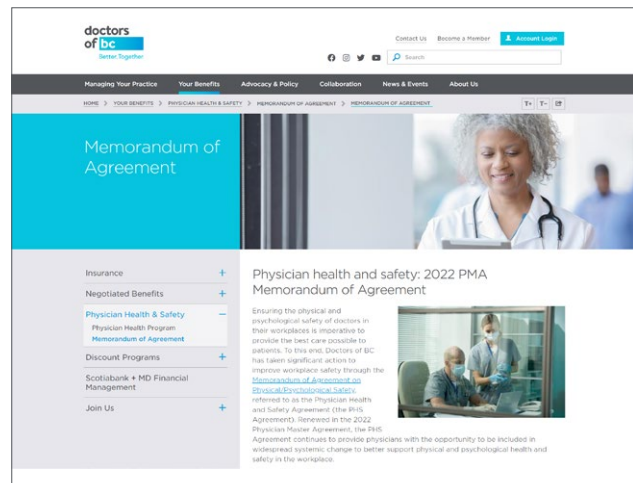 doctors
of bc
Better Together
Contact Us Become a Member Account Login
Search
Managing Your Practice Your Benefits Advocacy & Policy Collaboration News & Events About Us
HOME > YOUR BENEFITS > PHYSICIAN HEALTH & SAFETY > MEMORANDUM OF AGREEMENT > MEMORANDUM OF AGREEMENT
T+ T-
Memorandum of
Agreement
Insurance +
Negotiated Benefits +
Physician Health & Safety −
Physician Health Program
Memorandum of Agreement
Discount Programs +
Scotiabank + MD Financial
Management
Join Us +
Physician health and safety: 2022 PMA
Memorandum of Agreement
Ensuring the physical and
psychological safety of doctors in
their workplaces is imperative to
provide the best care possible to
patients. To this end, Doctors of BC
has taken significant action to
improve workplace safety through the
Memorandum of Agreement on
Physical/Psychological Safety,
referred to as the Physician Health
and Safety Agreement (the PHS
Agreement). Renewed in the 2022
Physician Master Agreement, the PHS
Agreement continues to provide physicians with the opportunity to be included in
widespread systemic change to better support physical and psychological health and
safety in the workplace.